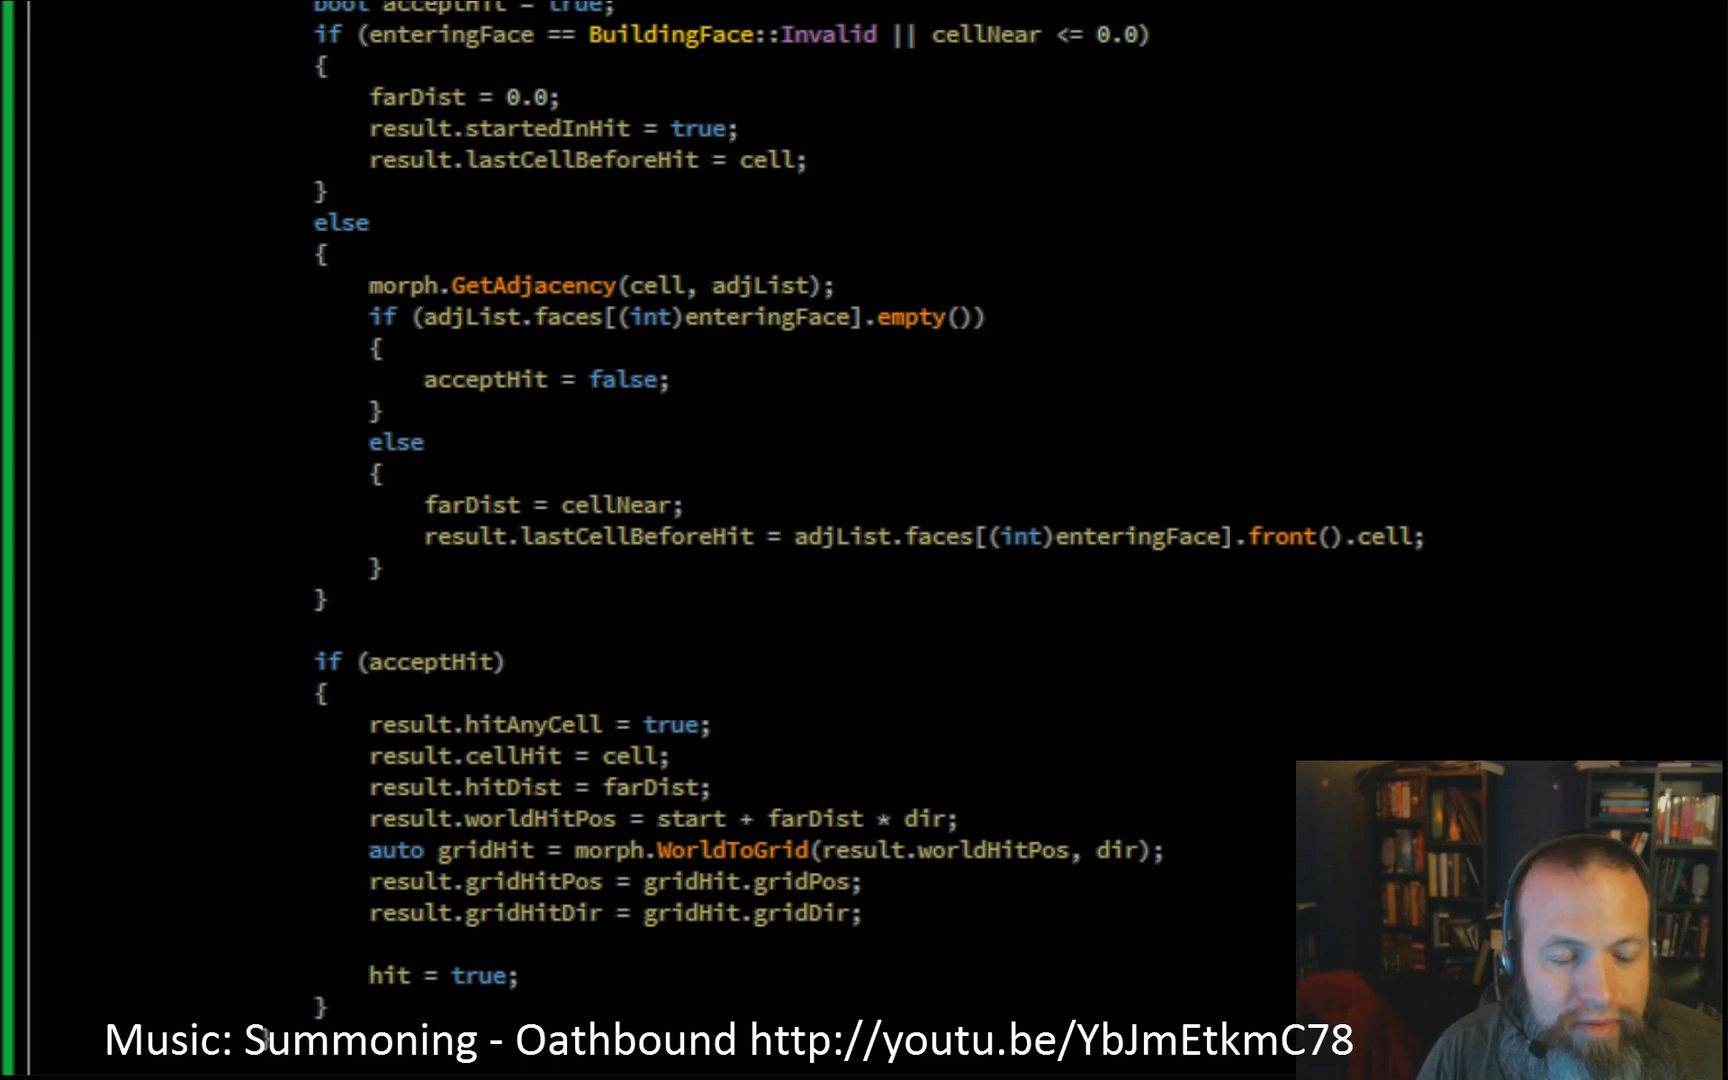 bool acceptHit = true;
if (enteringFace == BuildingFace::Invalid || cellNear <= 0.0)
{
farDist = 0.0;
result.startedInHit = true;
result.lastCellBeforeHit = cell;
}
else
{
morph.GetAdjacency(cell, adjList);
if (adjList.faces[(int)enteringFace].empty())
{
acceptHit = false;
}
else
{
farDist = cellNear;
result.lastCellBeforeHit = adjList.faces[(int)enteringFace].front().cell;
}
}
if (acceptHit)
{
result.hitAnyCell = true;
result.cellHit = cell;
result.hitDist = farDist;
result.worldHitPos = start + farDist * dir;
auto gridHit = morph.WorldToGrid(result.worldHitPos, dir);
result.gridHitPos = gridHit.gridPos;
result.gridHitDir = gridHit.gridDir;
hit = true;
}
Music: Summoning - Oathbound http://youtu.be/YbJmEtkmC78